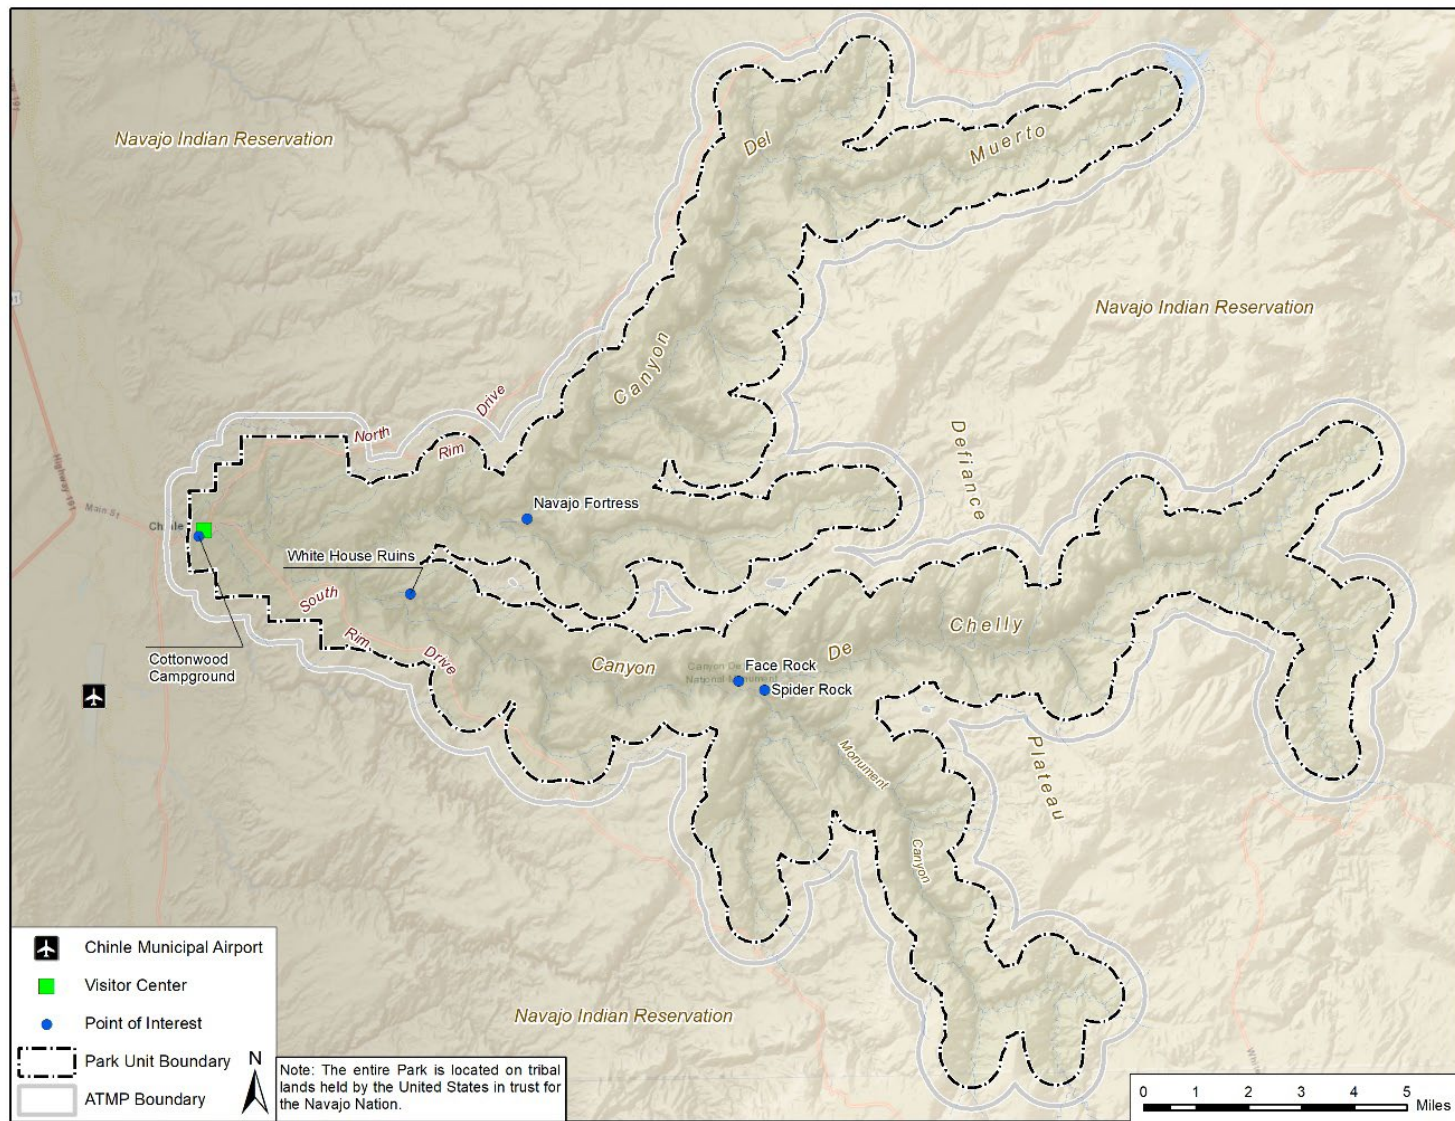 Del
Muerto
Navajo Indian Reservation
191
Navajo Indian Reservation
Canyon
North
Rim
Drive
Defiance
Highway 191
Main St
Chinle
Navajo Fortress
White House Ruins
South
Rim
Drive
Cottonwood
Campground
Canyon
De
Chelly
Face Rock
Spider Rock
Monument
Canyon
Plateau
Navajo Indian Reservation
Chinle Municipal Airport
Visitor Center
Point of Interest
Park Unit Boundary
ATMP Boundary
N
Note: The entire Park is located on tribal
lands held by the United States in trust for
the Navajo Nation.
0 1 2 3 4 5
Miles